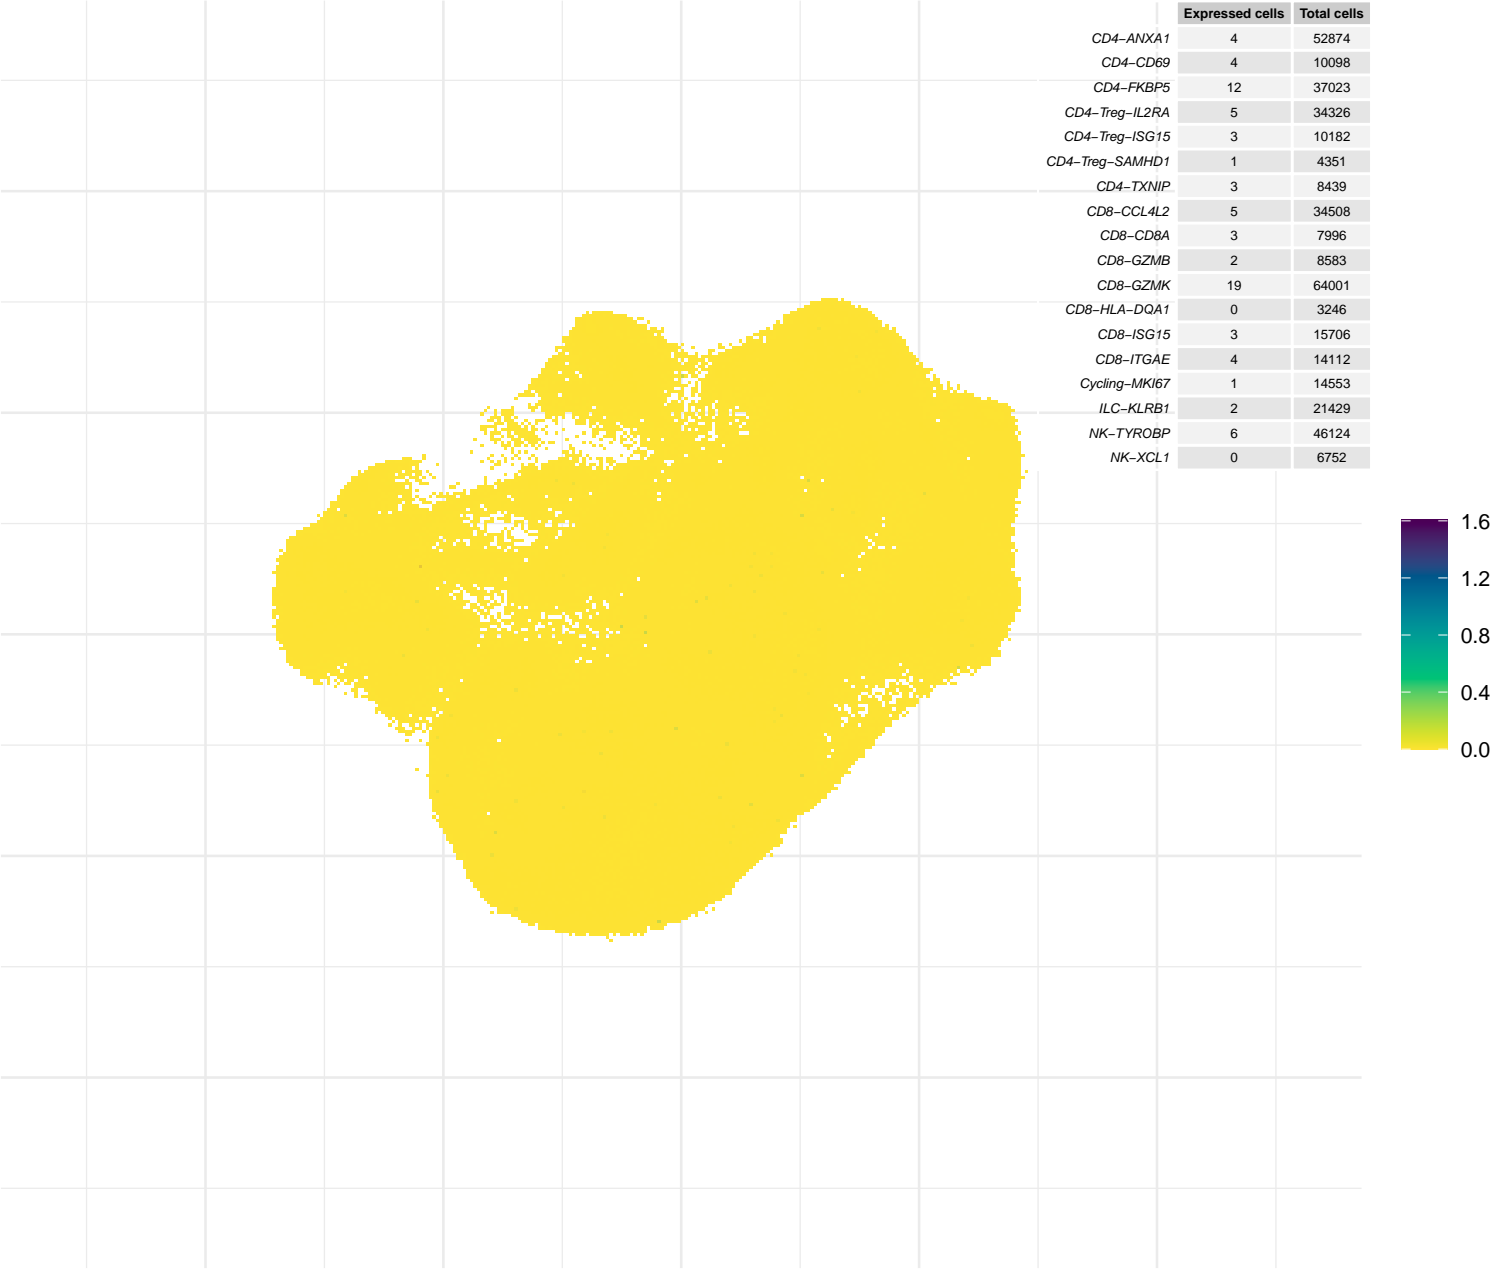 Expressed cells Total cells
CD4−ANXA1 4 52874
CD4−CD69 4 10098
CD4−FKBP5 12 37023
CD4−Treg−IL2RA 5 34326
CD4−Treg−ISG15 3 10182
CD4−Treg−SAMHD1 1 4351
CD4−TXNIP 3 8439
CD8−CCL4L2 5 34508
CD8−CD8A 3 7996
CD8−GZMB 2 8583
CD8−GZMK 19 64001
CD8−HLA−DQA1 0 3246
CD8−ISG15 3 15706
CD8−ITGAE 4 14112
Cycling−MKI67 1 14553
ILC−KLRB1 2 21429
NK−TYROBP 6 46124
NK−XCL1 0 6752
1.6
1.2
0.8
0.4
0.0